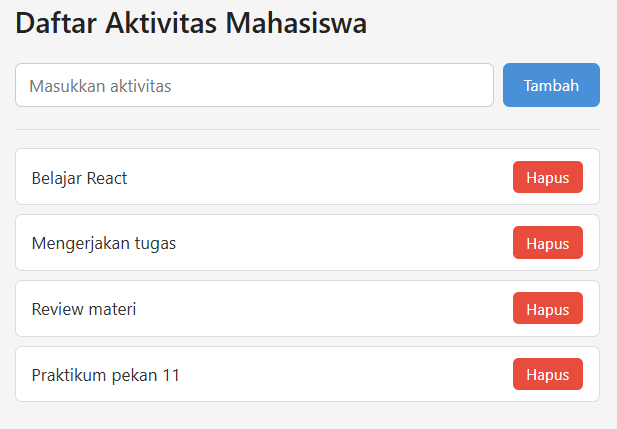 Daftar Aktivitas Mahasiswa
Masukkan aktivitas
Tambah
Belajar React
Hapus
Mengerjakan tugas
Hapus
Review materi
Hapus
Praktikum pekan 11
Hapus